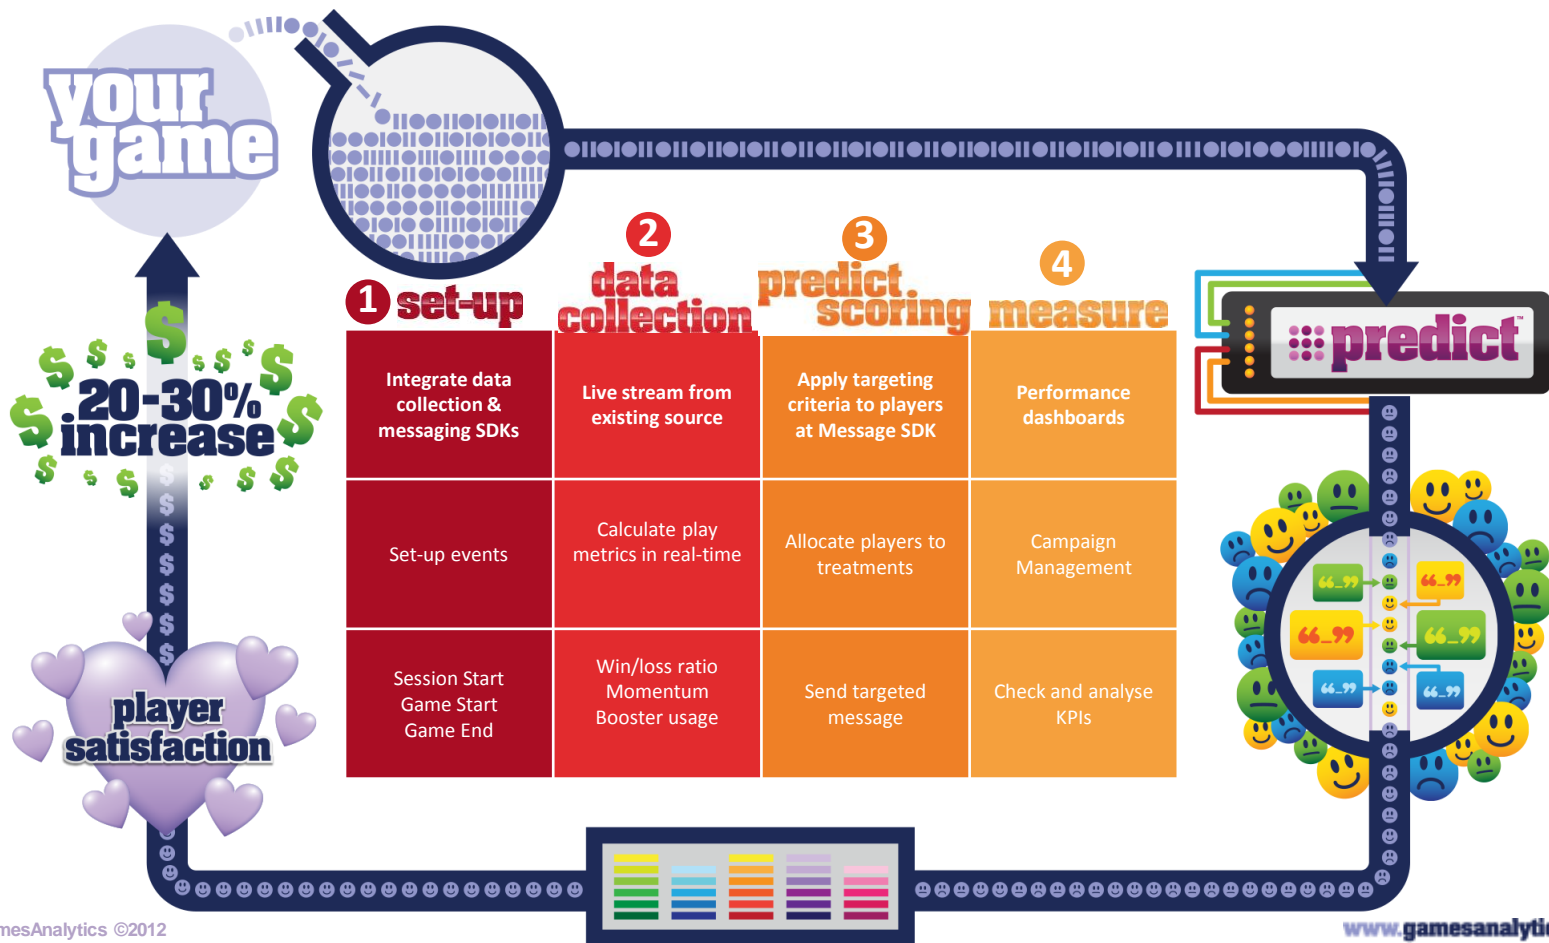 your
game
1 set-up
2
data
collection
3
predict
scoring
4
measure
predict™
Integrate data
collection &
messaging SDKs
Live stream from
existing source
Apply targeting
criteria to players
at Message SDK
Performance
dashboards
Set-up events
Calculate play
metrics in real-time
Allocate players to
treatments
Campaign
Management
Session Start
Game Start
Game End
Win/loss ratio
Momentum
Booster usage
Send targeted
message
Check and analyse
KPIs
20-30%
increase
player
satisfaction
mesAnalytics ©2012
www.gamesanalytic